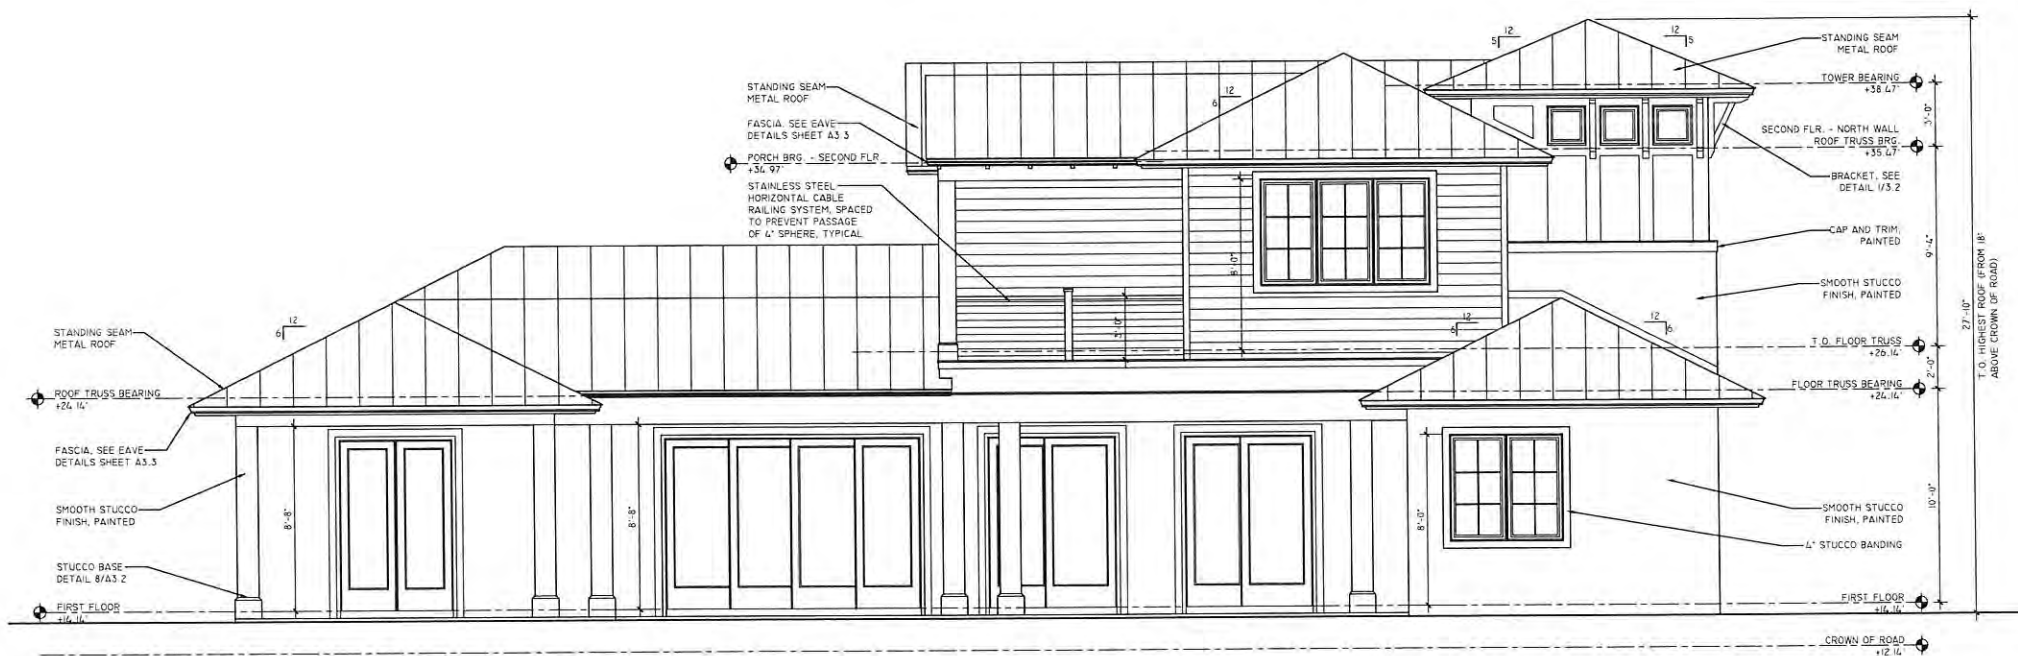 STANDING SEAM
METAL ROOF
FASCIA, SEE EAVE
DETAILS SHEET A3.3
PORCH BRG. - SECOND FLR
+34.97'
STAINLESS STEEL
HORIZONTAL CABLE
RAILING SYSTEM, SPACED
TO PREVENT PASSAGE
OF 4" SPHERE, TYPICAL
12
6
12
5
12
5
STANDING SEAM
METAL ROOF
TOWER BEARING
+38.47'
3'-0"
SECOND FLR. - NORTH WALL
ROOF TRUSS BRG.
+35.47'
BRACKET, SEE
DETAIL 1/3.2
CAP AND TRIM,
PAINTED
9'-4"
SMOOTH STUCCO
FINISH, PAINTED
27'-10"
T.O. HIGHEST ROOF (FROM 18"
ABOVE CROWN OF ROAD)
8'-0"
3'-0"
12
6
12
6
T.O. FLOOR TRUSS
+26.14'
2'-0"
FLOOR TRUSS BEARING
+24.14'
12
6
STANDING SEAM
METAL ROOF
ROOF TRUSS BEARING
+24.14'
FASCIA, SEE EAVE
DETAILS SHEET A3.3
SMOOTH STUCCO
FINISH, PAINTED
STUCCO BASE
DETAIL 8/A3.2
FIRST FLOOR
+14.14'
8'-8"
8'-8"
8'-0"
10'-0"
SMOOTH STUCCO
FINISH, PAINTED
4" STUCCO BANDING
FIRST FLOOR
+14.14'
CROWN OF ROAD
+12.14'